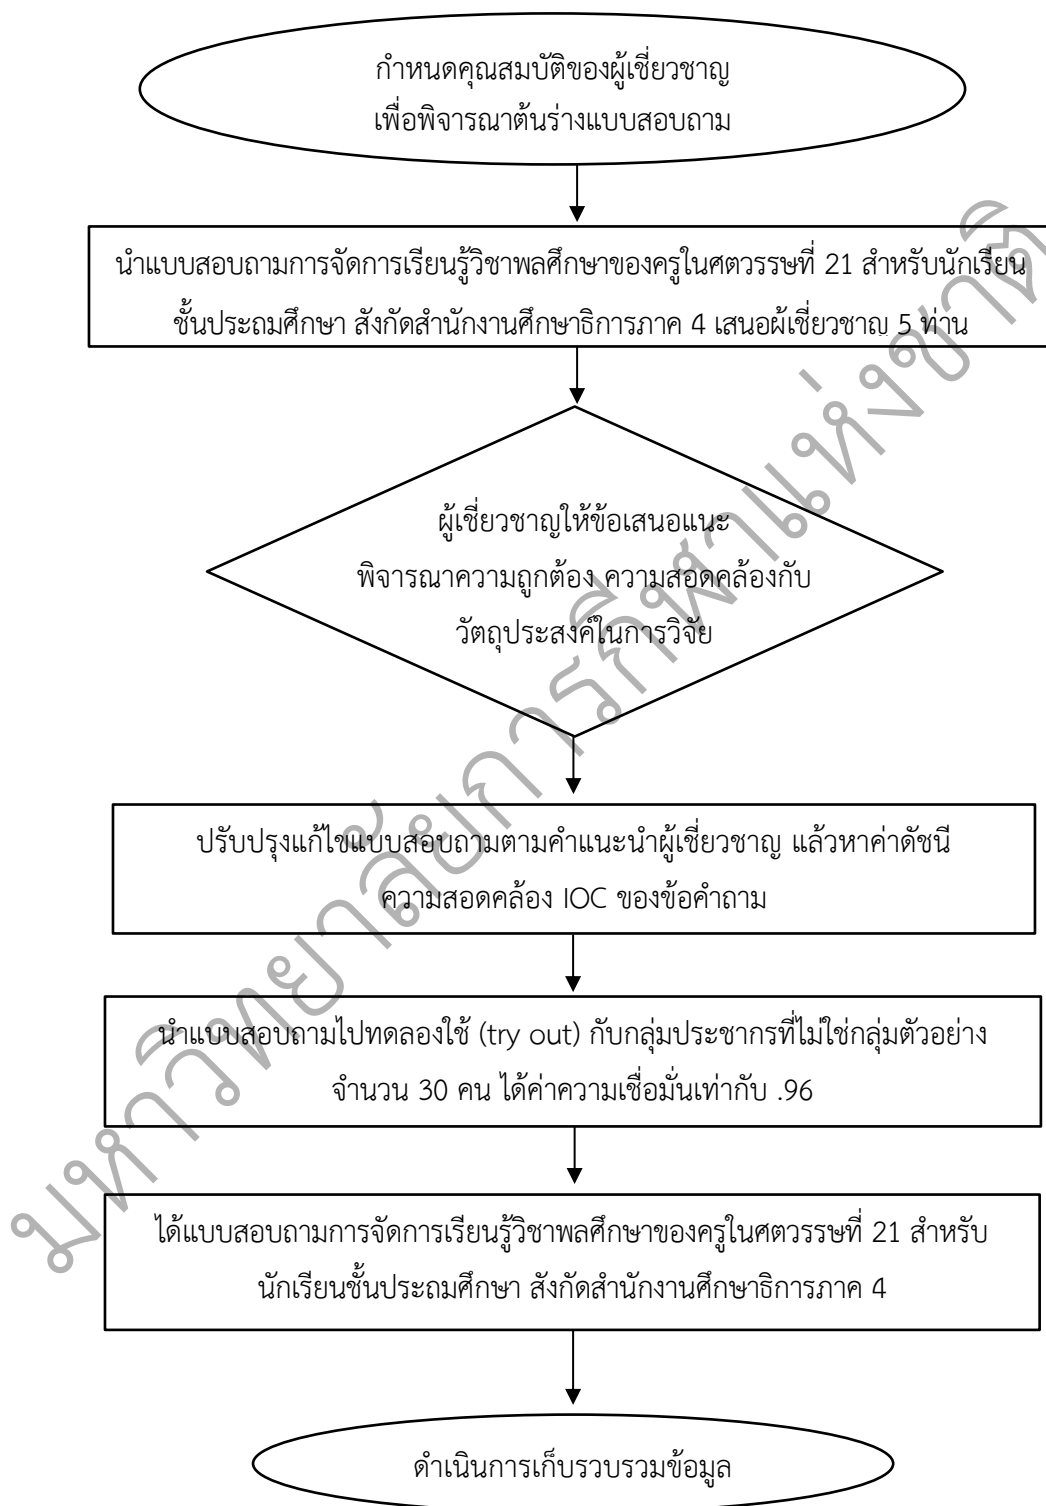 กำหนดคุณสมบัติของผู้เชี่ยวชาญ
เพื่อพิจารณาต้นร่างแบบสอบถาม
นำแบบสอบถามการจัดการเรียนรู้วิชาพลศึกษาของครูในศตวรรษที่ 21 สำหรับนักเรียน
ชั้นประถมศึกษา สังกัดสำนักงานศึกษาธิการภาค 4 เสนอผู้เชี่ยวชาญ 5 ท่าน
ผู้เชี่ยวชาญให้ข้อเสนอแนะ
พิจารณาความถูกต้อง ความสอดคล้องกับ
วัตถุประสงค์ในการวิจัย
ปรับปรุงแก้ไขแบบสอบถามตามคำแนะนำผู้เชี่ยวชาญ แล้วหาค่าดัชนี
ความสอดคล้อง IOC ของข้อคำถาม
นำแบบสอบถามไปทดลองใช้ (try out) กับกลุ่มประชากรที่ไม่ใช่กลุ่มตัวอย่าง
จำนวน 30 คน ได้ค่าความเชื่อมั่นเท่ากับ .96
ได้แบบสอบถามการจัดการเรียนรู้วิชาพลศึกษาของครูในศตวรรษที่ 21 สำหรับ
นักเรียนชั้นประถมศึกษา สังกัดสำนักงานศึกษาธิการภาค 4
ดำเนินการเก็บรวบรวมข้อมูล
มหาวิทยาลัยการกีฬาแห่งชาติ